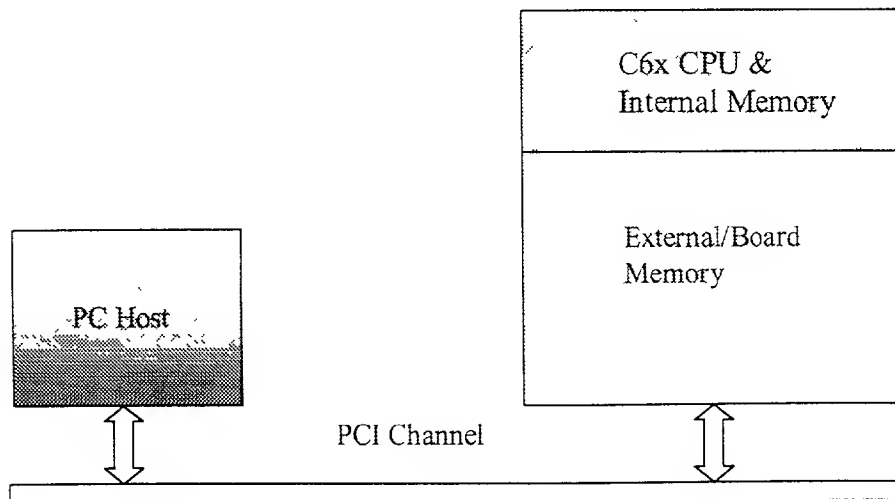 C6x CPU &
Internal Memory
External/Board
Memory
PC Host
PCI Channel